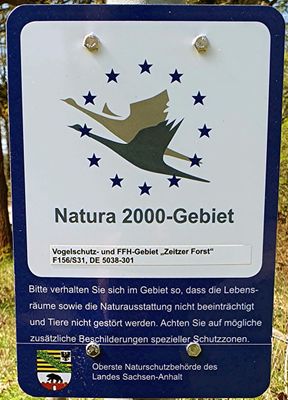 Natura 2000-Gebiet
Vogelschutz- und FFH-Gebiet „Zeitzer Forst“
F156/S31, DE 5038-301
Bitte verhalten Sie sich im Gebiet so, dass die Lebens-
räume sowie die Naturausstattung nicht beeinträchtigt
und Tiere nicht gestört werden. Achten Sie auf mögliche
zusätzliche Beschilderungen spezieller Schutzzonen.
Oberste Naturschutzbehörde des
Landes Sachsen-Anhalt